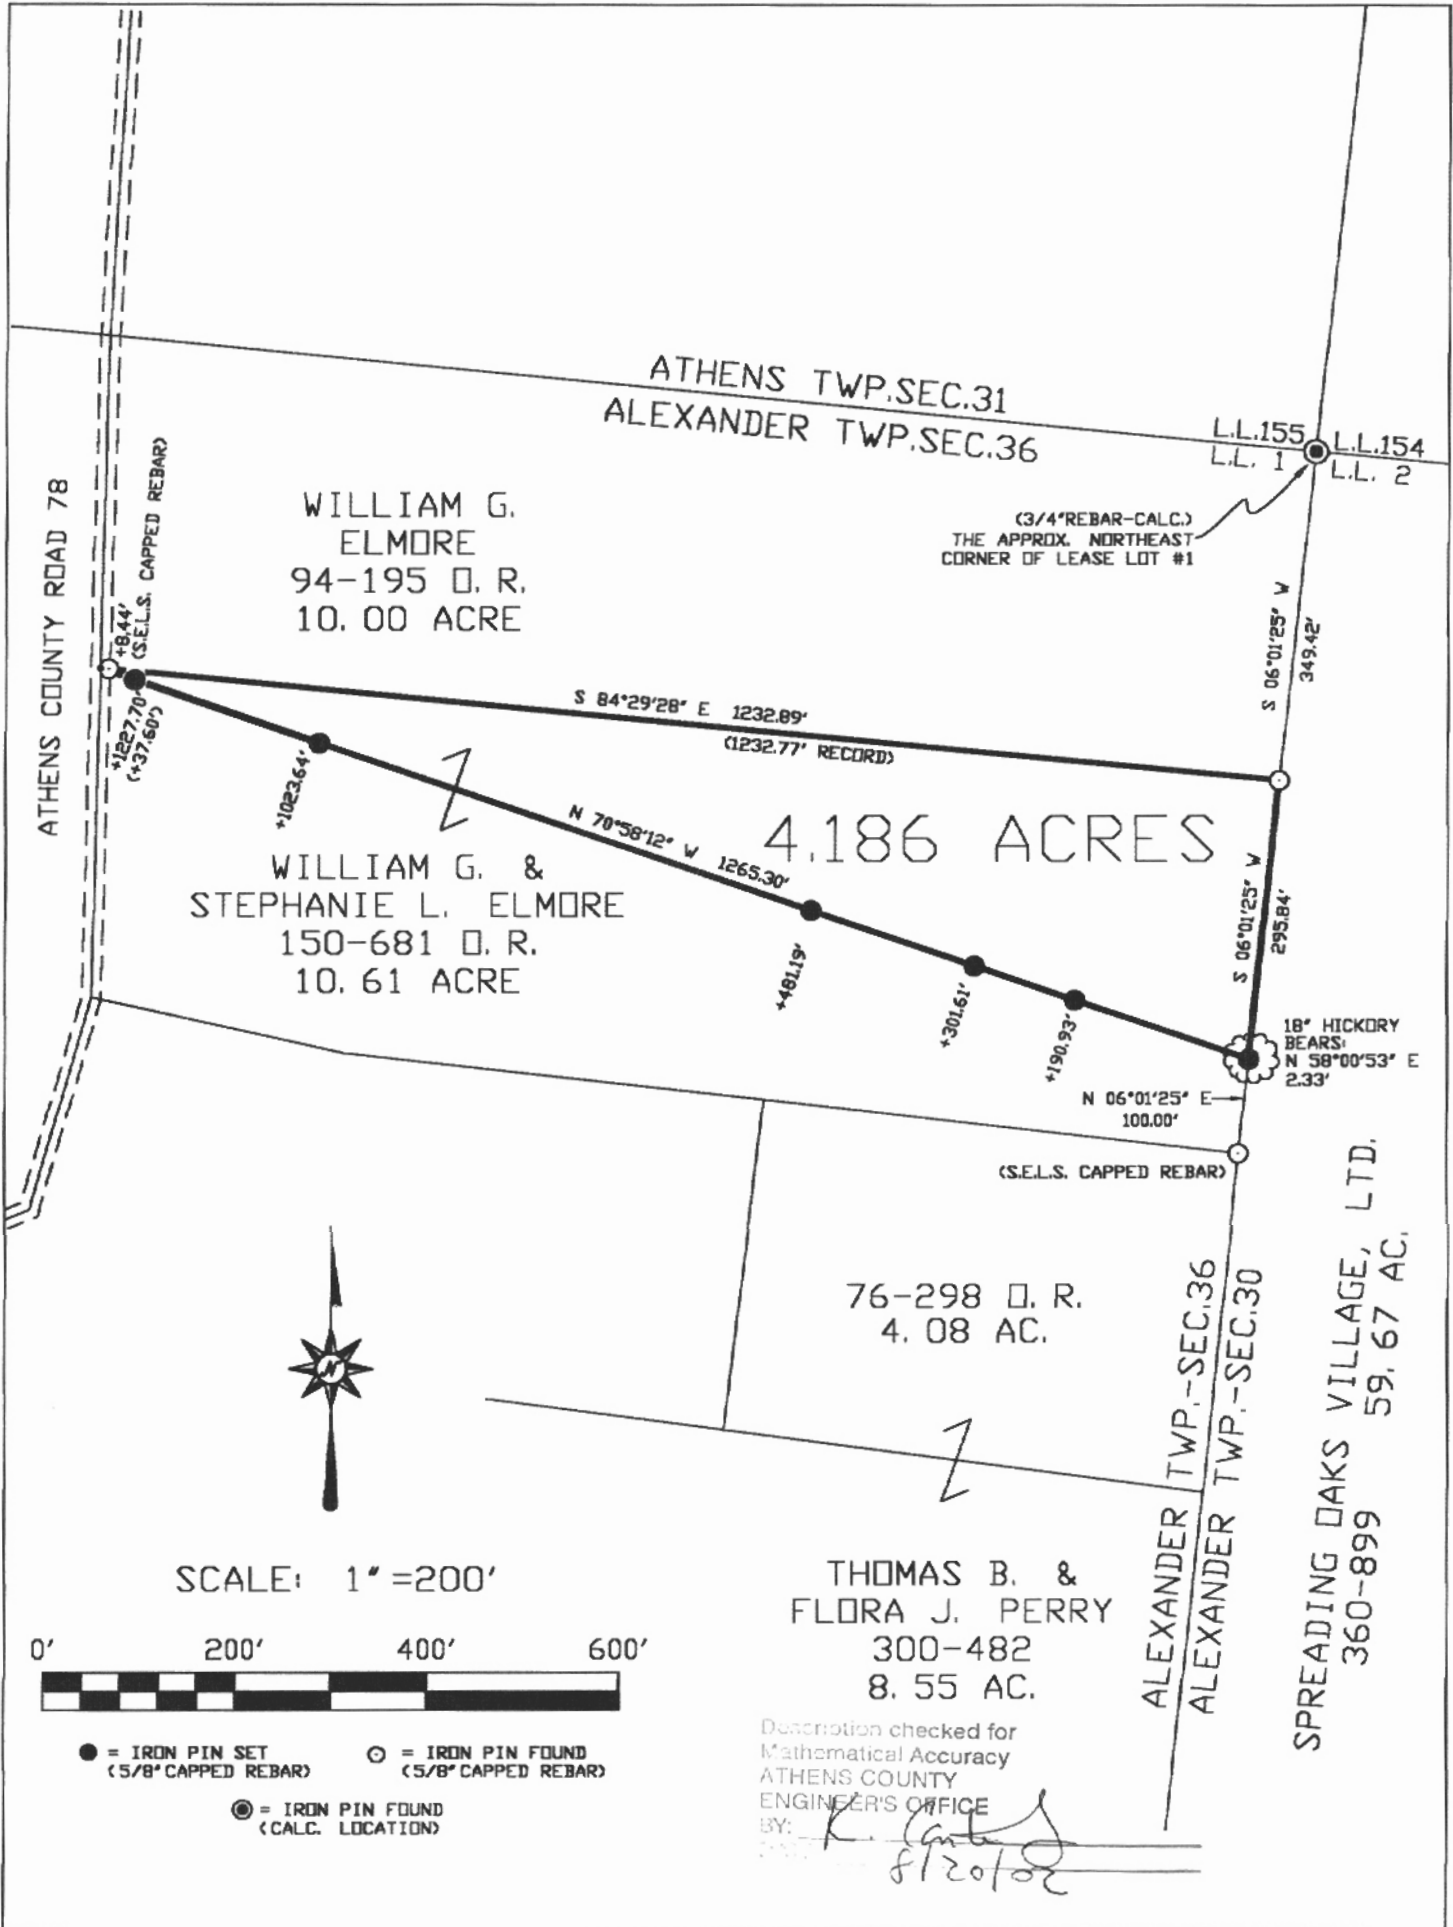 ATHENS TWP.SEC.31
ALEXANDER TWP.SEC.36
L.L.155
L.L.154
L.L. 1
L.L. 2
(3/4"REBAR-CALC.)
THE APPROX. NORTHEAST
CORNER OF LEASE LOT #1
ATHENS COUNTY ROAD 78
(S.E.L.S. CAPPED REBAR)
+8.44'
WILLIAM G.
ELMORE
94-195 O. R.
10. 00 ACRE
S 06°01'25" W
349.42'
S 84°29'28" E 1232.89'
(1232.77' RECORD)
+1227.70'
(+37.60')
+1023.64'
N 70°58'12" W 1265.30'
4.186 ACRES
WILLIAM G. &
STEPHANIE L. ELMORE
150-681 O. R.
10. 61 ACRE
+481.19'
+301.61'
+190.93'
S 06°01'25" W
295.84'
18" HICKORY
BEARS:
N 58°00'53" E
2.33'
N 06°01'25" E
100.00'
(S.E.L.S. CAPPED REBAR)
76-298 O. R.
4. 08 AC.
ALEXANDER TWP.-SEC.36
ALEXANDER TWP.-SEC.30
SPREADING OAKS VILLAGE, LTD.
360-899 59. 67 AC.
N
SCALE: 1"=200'
0' 200' 400' 600'
THOMAS B. &
FLORA J. PERRY
300-482
8. 55 AC.
= IRON PIN SET
(5/8"CAPPED REBAR)
= IRON PIN FOUND
(5/8"CAPPED REBAR)
= IRON PIN FOUND
(CALC. LOCATION)
Description checked for
Mathematical Accuracy
ATHENS COUNTY
ENGINEER'S OFFICE
BY: K.
8/20/02